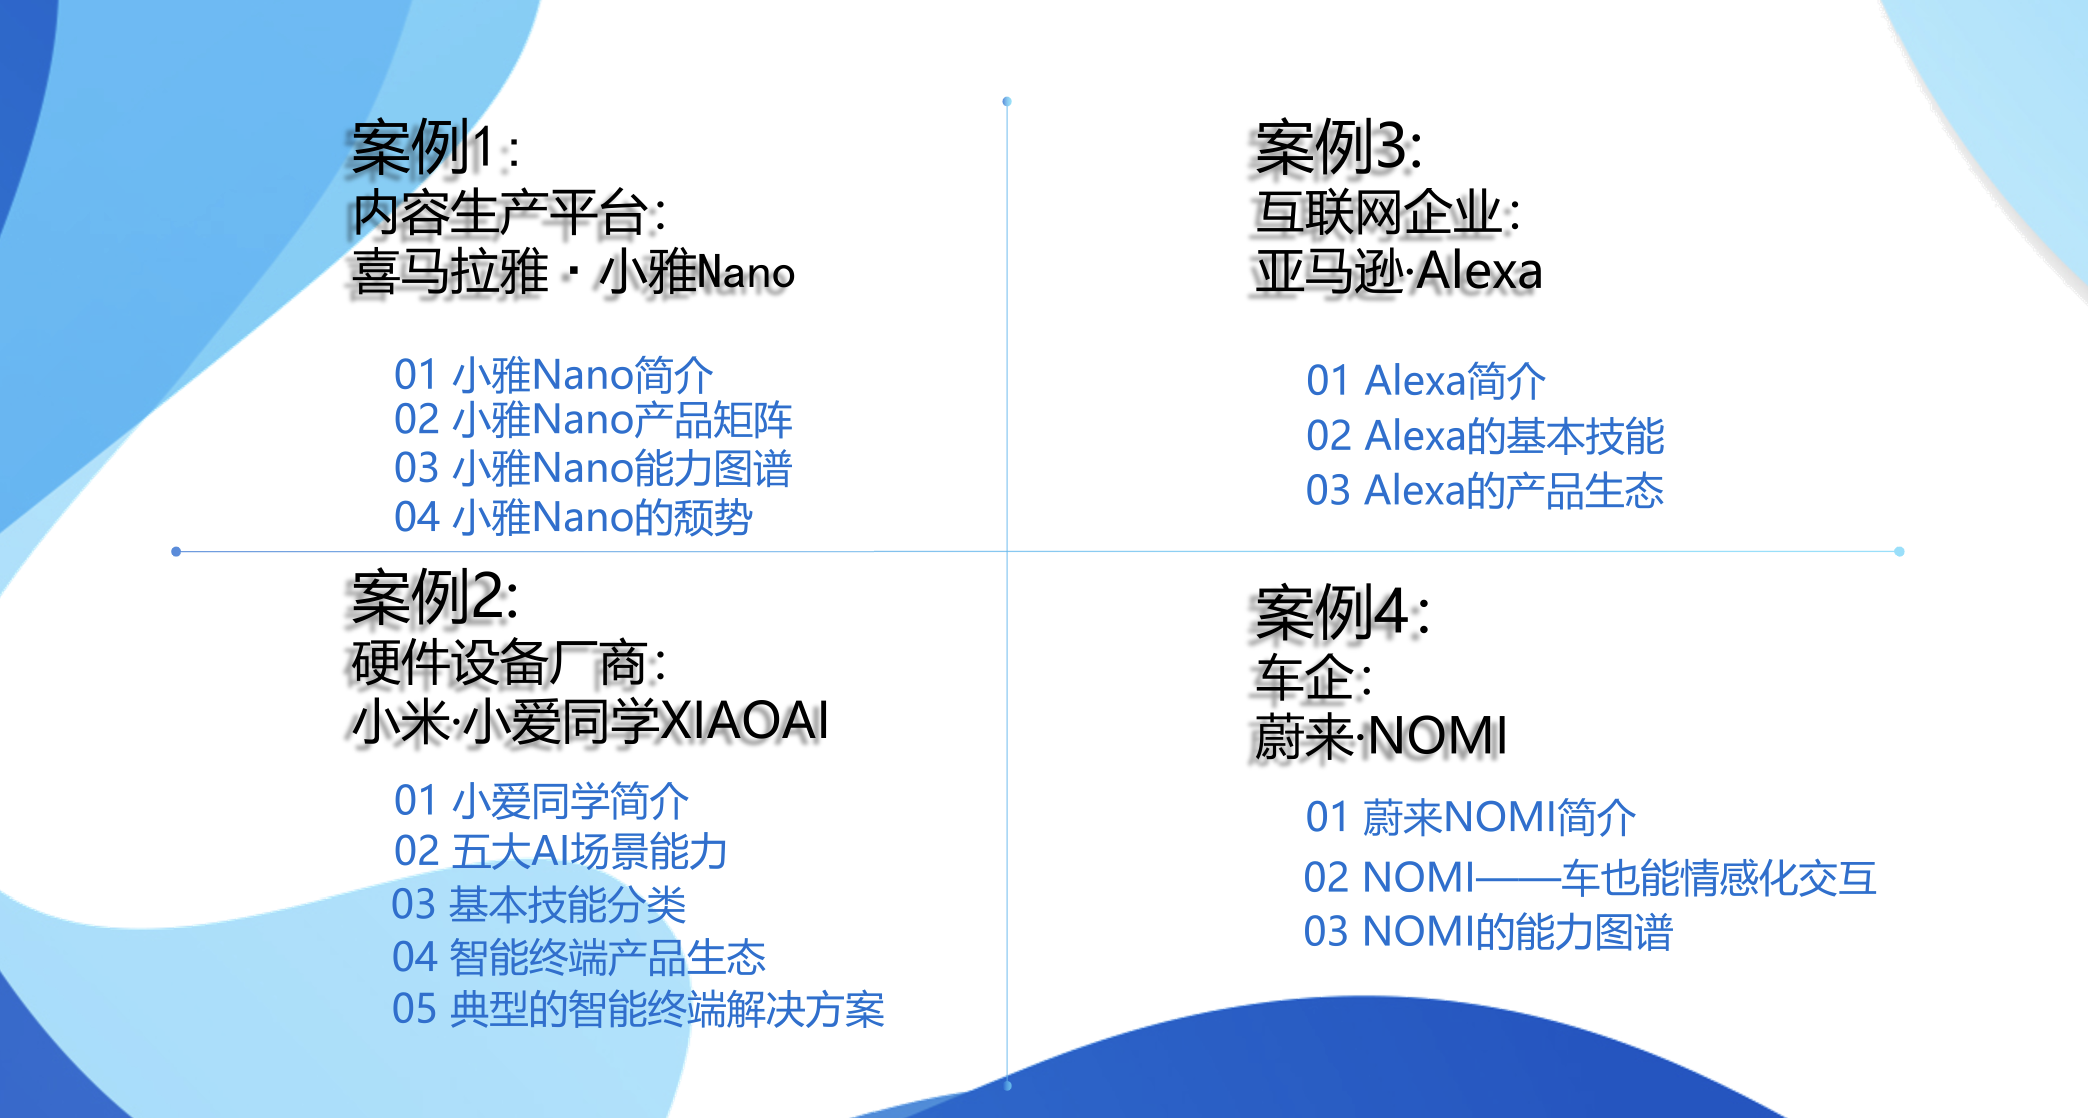 案例1：
内容生产平台：
喜马拉雅·小雅Nano
01 小雅Nano简介
02 小雅Nano产品矩阵
03 小雅Nano能力图谱
04 小雅Nano的颓势
案例2:
硬件设备厂商：
小米·小爱同学XIAOAI
01 小爱同学简介
02 五大AI场景能力
03 基本技能分类
04 智能终端产品生态
05 典型的智能终端解决方案
案例3:
互联网企业：
亚马逊·Alexa
01 Alexa简介
02 Alexa的基本技能
03 Alexa的产品生态
案例4：
车企：
蔚来·NOMI
01 蔚来NOMI简介
02 NOMI——车也能情感化交互
03 NOMI的能力图谱